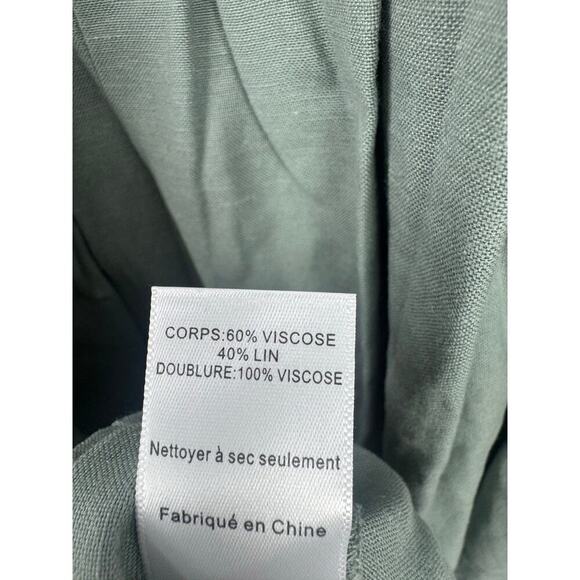 CORPS:60% VISCOSE
40% LIN
DOUBLURE:100% VISCOSE
Nettoyer à sec seulement
Fabriqué en Chine